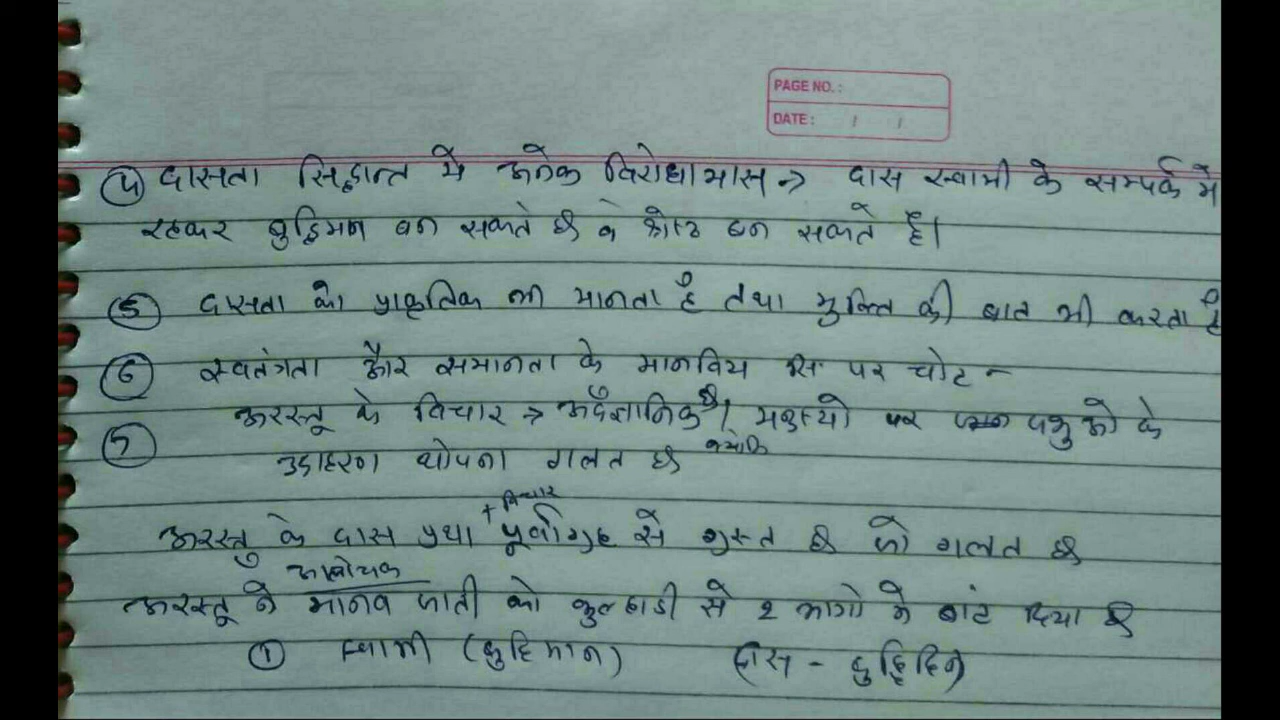 PAGE NO. :
DATE : / /
④ दासता सिद्धान्त मे अनेक विरोधाभास → दास स्वामी के सम्पर्क मे
रहकर बुद्धिमान बन सकते है वे श्रेष्ठ बन सकते है।
⑤ दासता को प्राकृतिक भी मानता है तथा मुक्ति की बात भी करता है
⑥ स्वतंत्रता और समानता के मानविय सि॰ पर चोट -
⑦ अरस्तू के विचार → अवैज्ञानिक है। मनुष्यो पर पशुओ के
उदाहरण थोपना गलत है क्योकि
+ विचार
अरस्तु के दास प्रथा पूर्वाग्रह से ग्रस्त है जो गलत है
आलोचक
अरस्तू ने मानव जाती को कुल्हाडी से 2 भागो मे बांट दिया है
① स्वामी (बुद्धिमान) (दास - बुद्धिहिन)